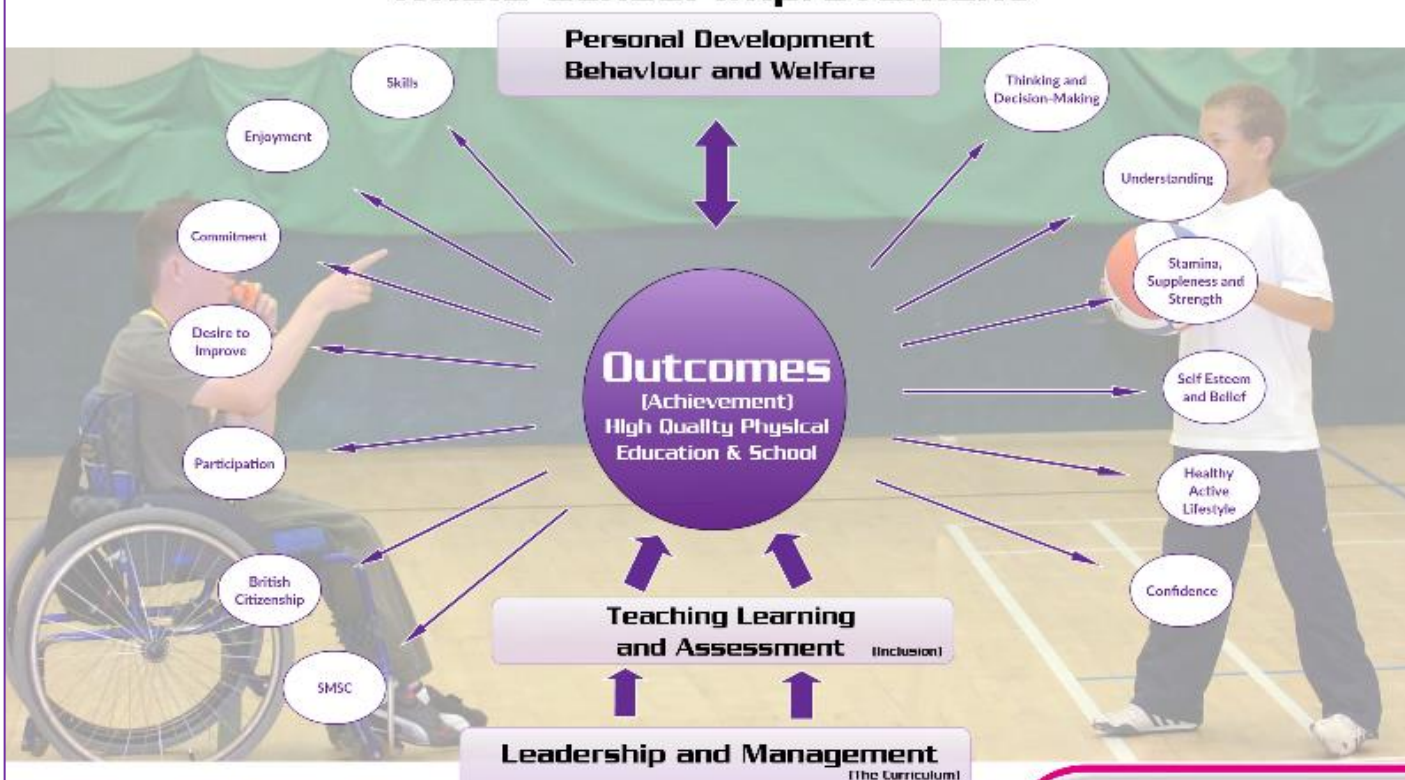 Personal Development
Behaviour and Welfare
Skills
Enjoyment
Commitment
Desire to
Improve
Participation
British
Citizenship
SMSC
Thinking and
Decision-Making
Understanding
Stamina,
Suppleness and
Strength
Self Esteem
and Belief
Healthy
Active
Lifestyle
Confidence
Outcomes
(Achievement)
High Quality Physical
Education & School
Teaching Learning
and Assessment (Inclusion)
Leadership and Management
(The Curriculum)